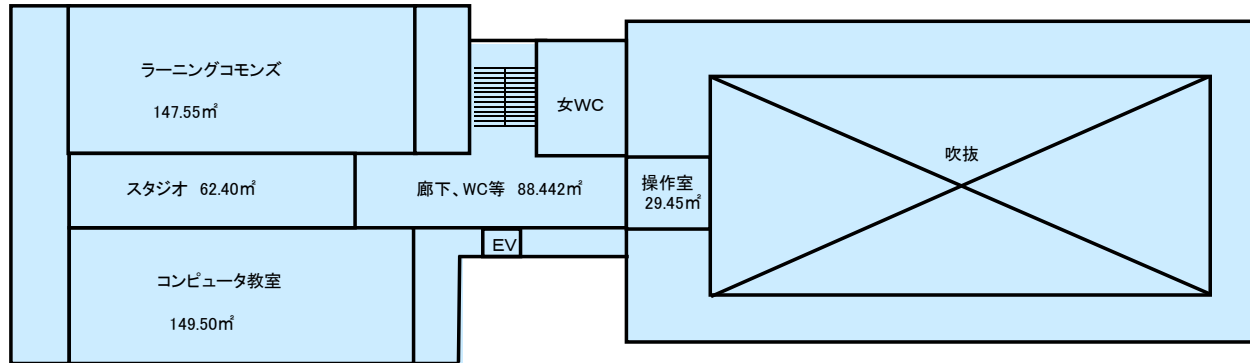 ラーニングコモンズ
147.55㎡
女WC
吹抜
スタジオ 62.40㎡
廊下、WC等 88.442㎡
操作室
29.45㎡
EV
コンピュータ教室
149.50㎡